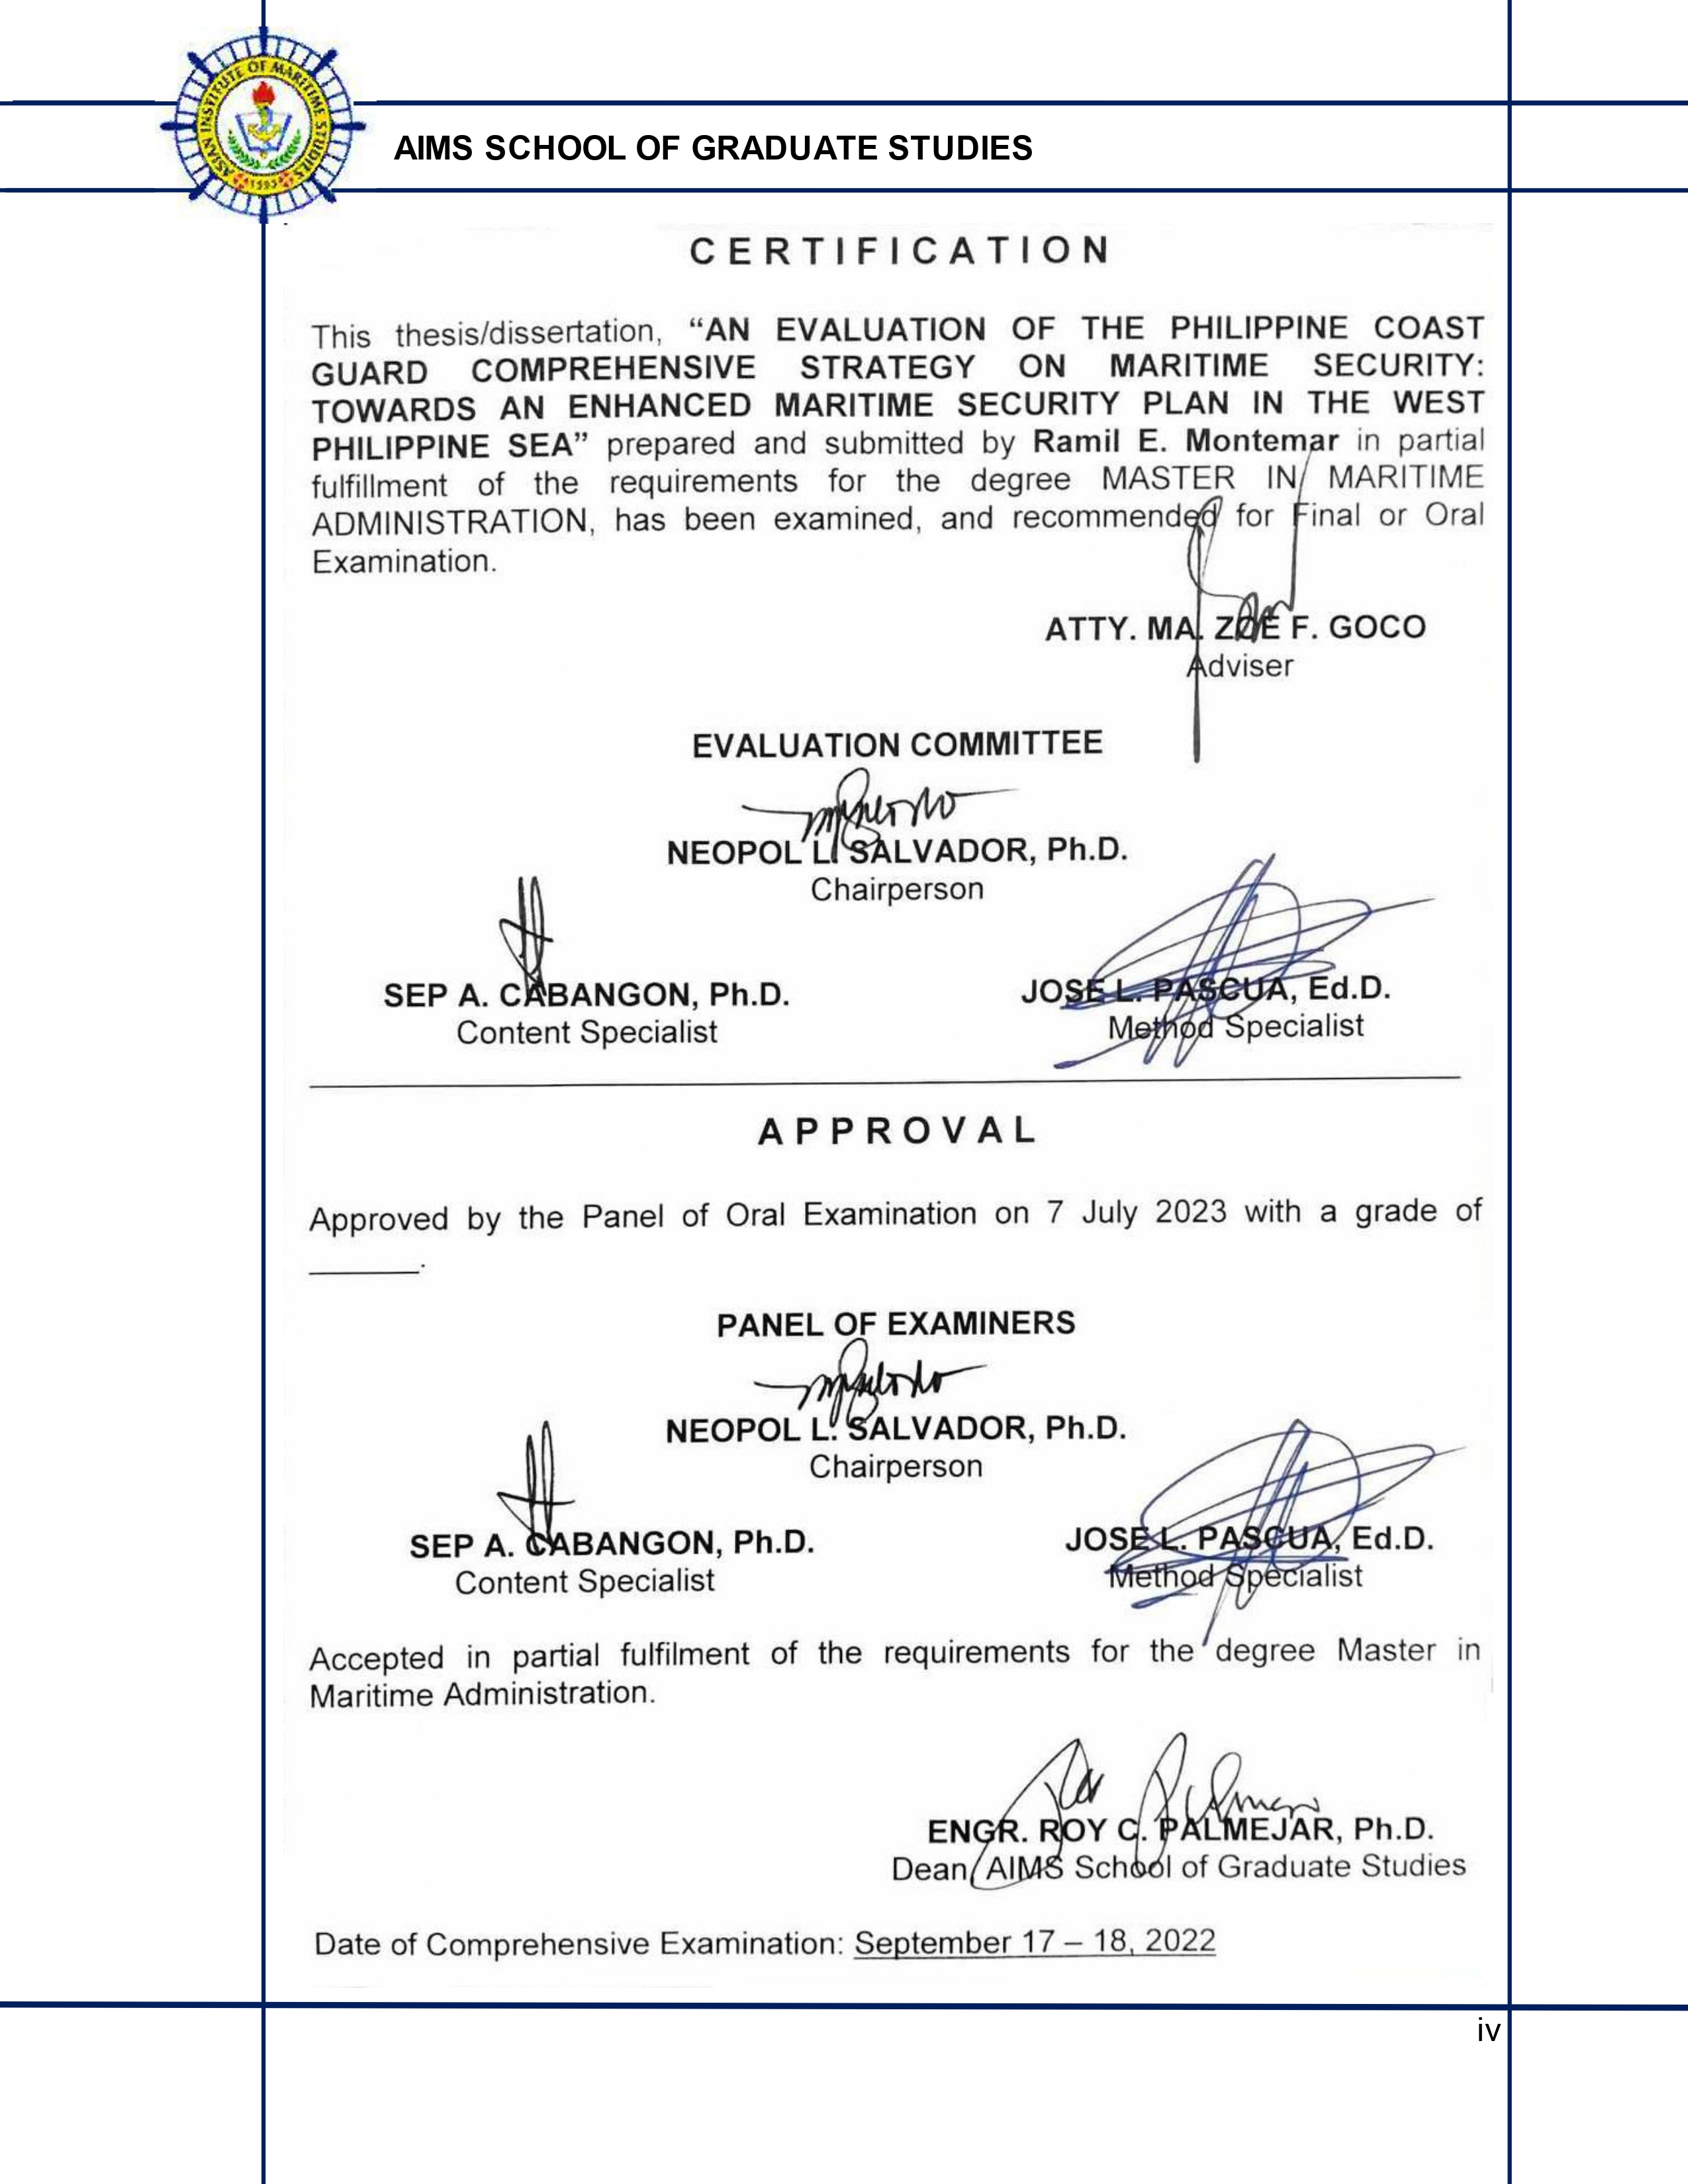 ASIAN INSTITUTE OF MARITIME STUDIES
1993
AIMS SCHOOL OF GRADUATE STUDIES
CERTIFICATION
This thesis/dissertation, “AN EVALUATION OF THE PHILIPPINE COAST
GUARD COMPREHENSIVE STRATEGY ON MARITIME SECURITY:
TOWARDS AN ENHANCED MARITIME SECURITY PLAN IN THE WEST
PHILIPPINE SEA” prepared and submitted by Ramil E. Montemar in partial
fulfillment of the requirements for the degree MASTER IN MARITIME
ADMINISTRATION, has been examined, and recommended for Final or Oral
Examination.
ATTY. MA. ZOE F. GOCO
Adviser
EVALUATION COMMITTEE
NEOPOL L. SALVADOR, Ph.D.
Chairperson
SEP A. CABANGON, Ph.D.
Content Specialist
JOSE L. PASCUA, Ed.D.
Method Specialist
APPROVAL
Approved by the Panel of Oral Examination on 7 July 2023 with a grade of
______.
PANEL OF EXAMINERS
NEOPOL L. SALVADOR, Ph.D.
Chairperson
SEP A. CABANGON, Ph.D.
Content Specialist
JOSE L. PASCUA, Ed.D.
Method Specialist
Accepted in partial fulfilment of the requirements for the degree Master in
Maritime Administration.
ENGR. ROY C. PALMEJAR, Ph.D.
Dean, AIMS School of Graduate Studies
Date of Comprehensive Examination: September 17 – 18, 2022
iv